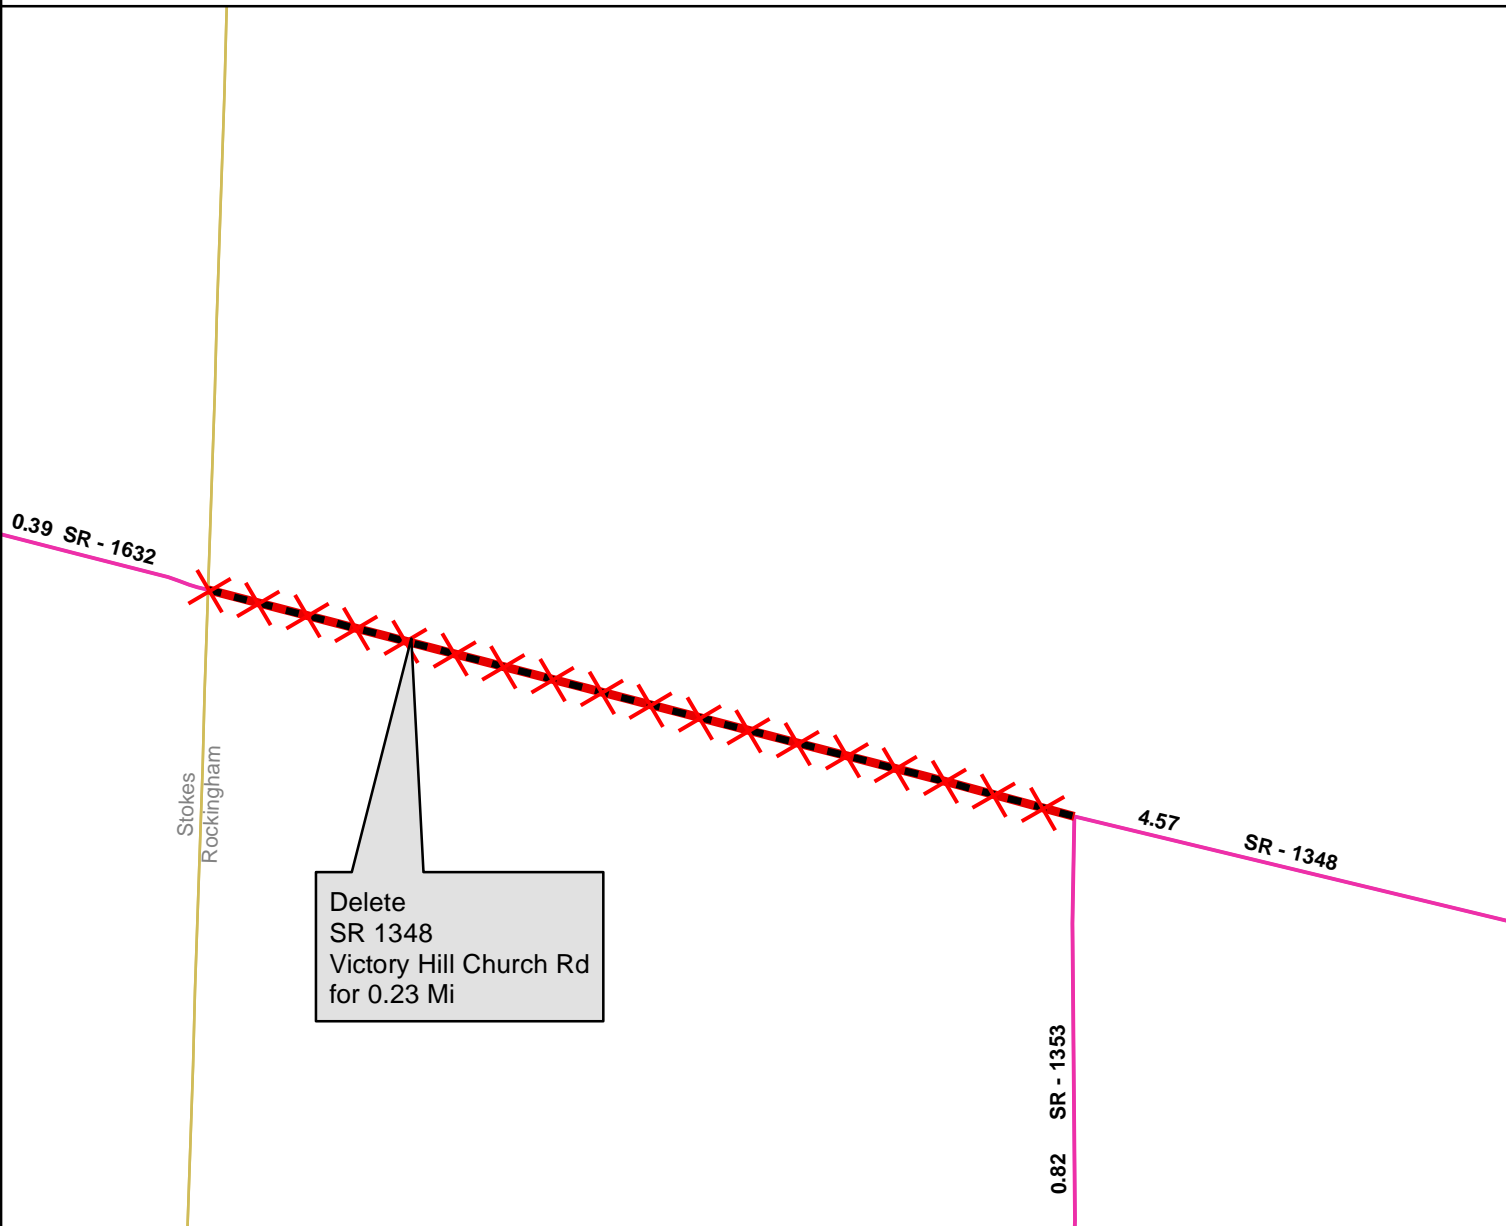 0.39 SR - 1632
Stokes
Rockingham
Delete
SR 1348
Victory Hill Church Rd
for 0.23 Mi
4.57 SR - 1348
0.82 SR - 1353